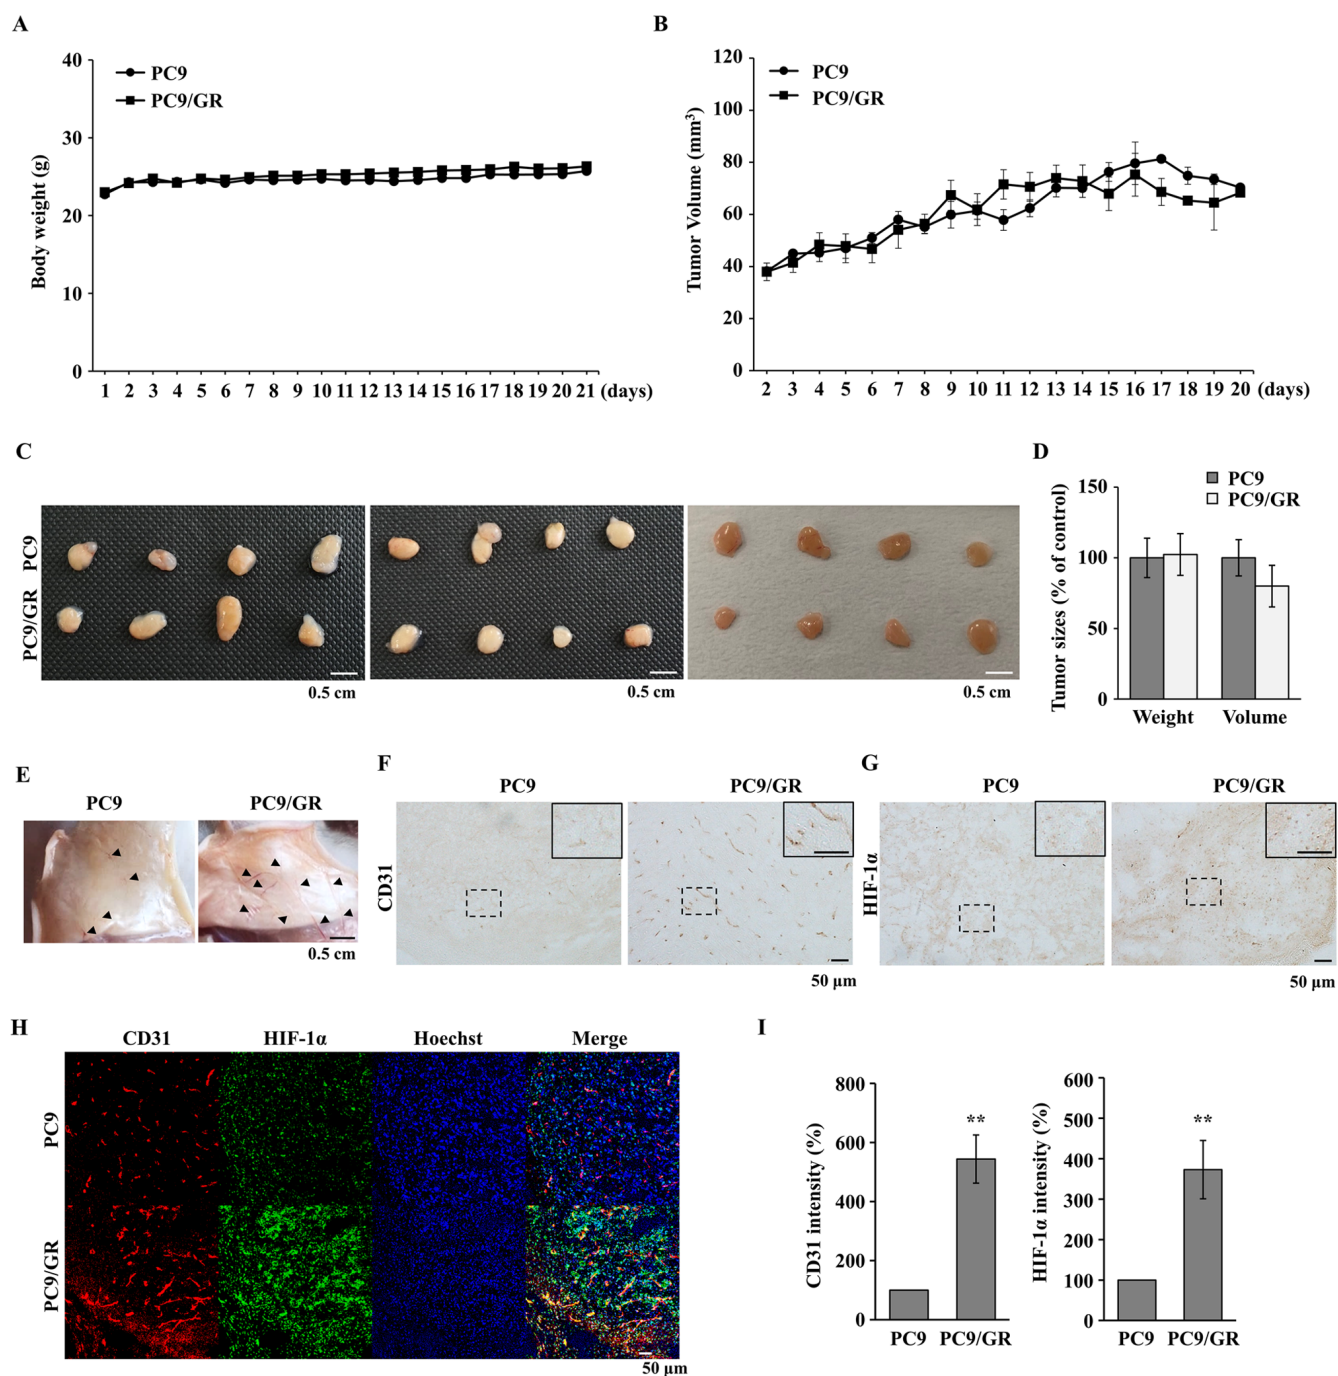 A
40
30
20
10
0
Body weight (g)
PC9
PC9/GR
1 2 3 4 5 6 7 8 9 10 11 12 13 14 15 16 17 18 19 20 21 (days)
B
120
100
80
60
40
20
0
Tumor Volume (mm³)
PC9
PC9/GR
2 3 4 5 6 7 8 9 10 11 12 13 14 15 16 17 18 19 20 (days)
C
PC9
PC9/GR
0.5 cm
0.5 cm
0.5 cm
D
PC9
PC9/GR
150
100
50
0
Tumor sizes (% of control)
Weight Volume
E
PC9 PC9/GR
0.5 cm
F
PC9 PC9/GR
CD31
50 µm
G
PC9 PC9/GR
HIF-1α
50 µm
H
CD31 HIF-1α Hoechst Merge
PC9
PC9/GR
50 µm
I
800
600
400
200
0
CD31 intensity (%)
**
PC9 PC9/GR
600
500
400
300
200
100
0
HIF-1α intensity (%)
**
PC9 PC9/GR